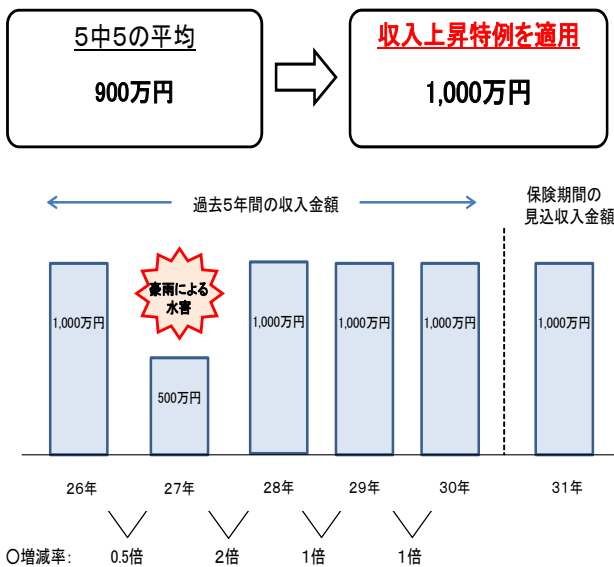 5中5の平均
900万円
収入上昇特例を適用
1,000万円
過去5年間の収入金額
保険期間の
見込収入金額
豪雨による
水害
1,000万円
500万円
1,000万円
1,000万円
1,000万円
1,000万円
26年
27年
28年
29年
30年
31年
〇増減率:
0.5倍
2倍
1倍
1倍